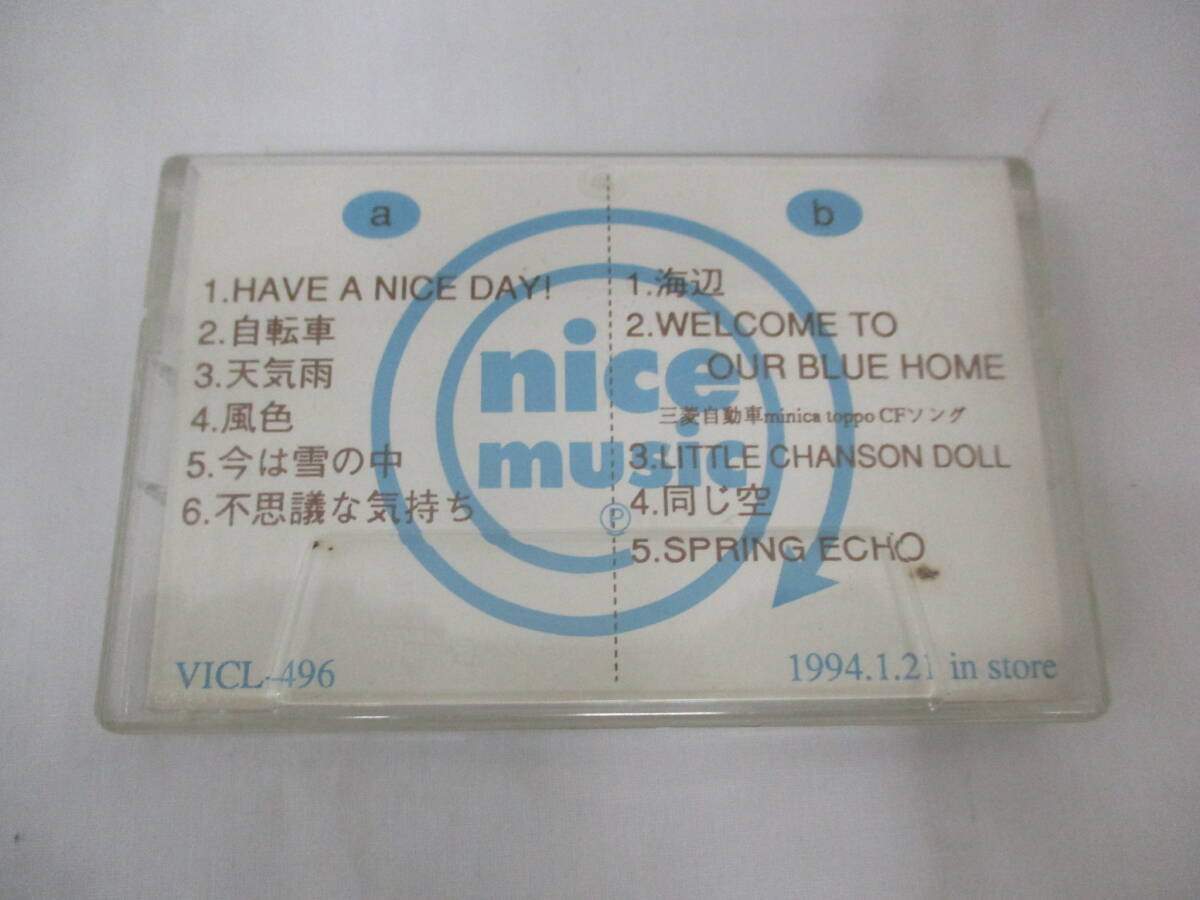 a
1.HAVE A NICE DAY!
2.自転車
3.天気雨
4.風色
5.今は雪の中
6.不思議な気持ち
b
1.海辺
2.WELCOME TO
OUR BLUE HOME
三菱自動車minica toppo CFソング
3.LITTLE CHANSON DOLL
4.同じ空
5.SPRING ECHO
nice
music
Ⓟ
VICL-496
1994.1.21 in store